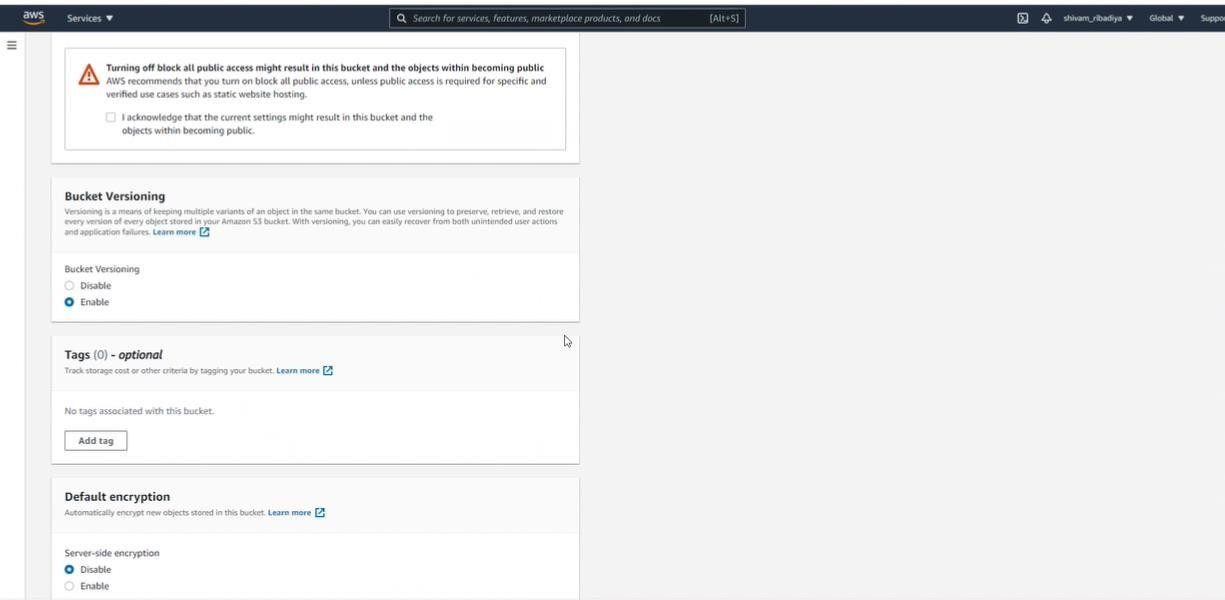 aws Services ▼ Search for services, features, marketplace products, and docs [Alt+S] shivam_ribadiya ▼ Global ▼ Suppo
Turning off block all public access might result in this bucket and the objects within becoming public
AWS recommends that you turn on block all public access, unless public access is required for specific and
verified use cases such as static website hosting.
I acknowledge that the current settings might result in this bucket and the
objects within becoming public.
Bucket Versioning
Versioning is a means of keeping multiple variants of an object in the same bucket. You can use versioning to preserve, retrieve, and restore
every version of every object stored in your Amazon S3 bucket. With versioning, you can easily recover from both unintended user actions
and application failures. Learn more
Bucket Versioning
Disable
Enable
Tags (0) - optional
Track storage cost or other criteria by tagging your bucket. Learn more
No tags associated with this bucket.
Add tag
Default encryption
Automatically encrypt new objects stored in this bucket. Learn more
Server-side encryption
Disable
Enable